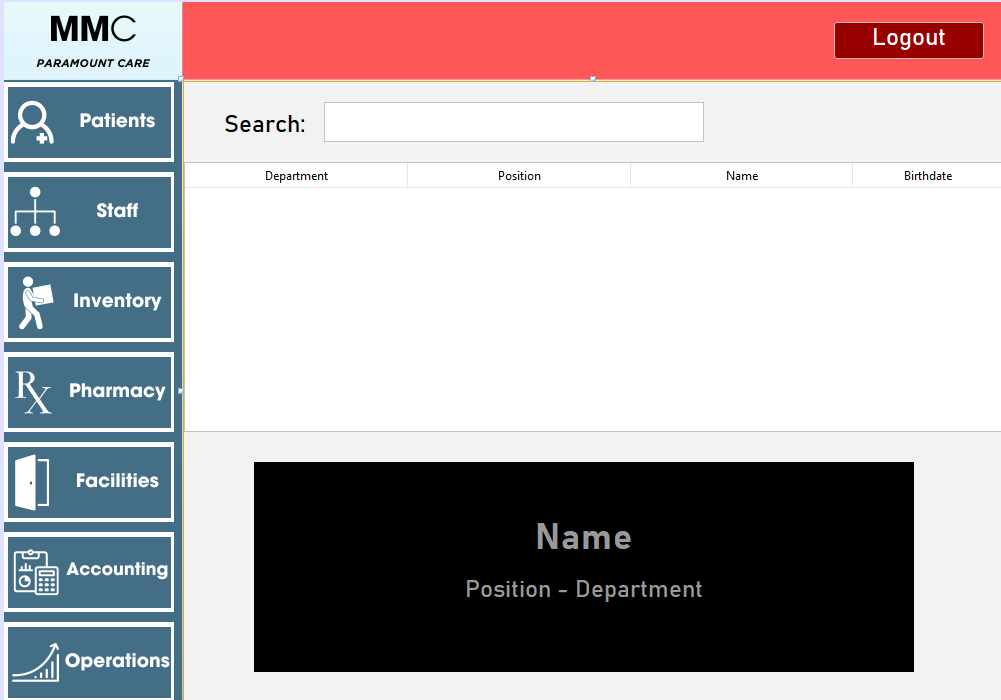 MMC
PARAMOUNT CARE
Logout
Patients
Staff
Inventory
Rx Pharmacy
Facilities
Accounting
Operations
Search:
Department Position Name Birthdate
Name
Position - Department